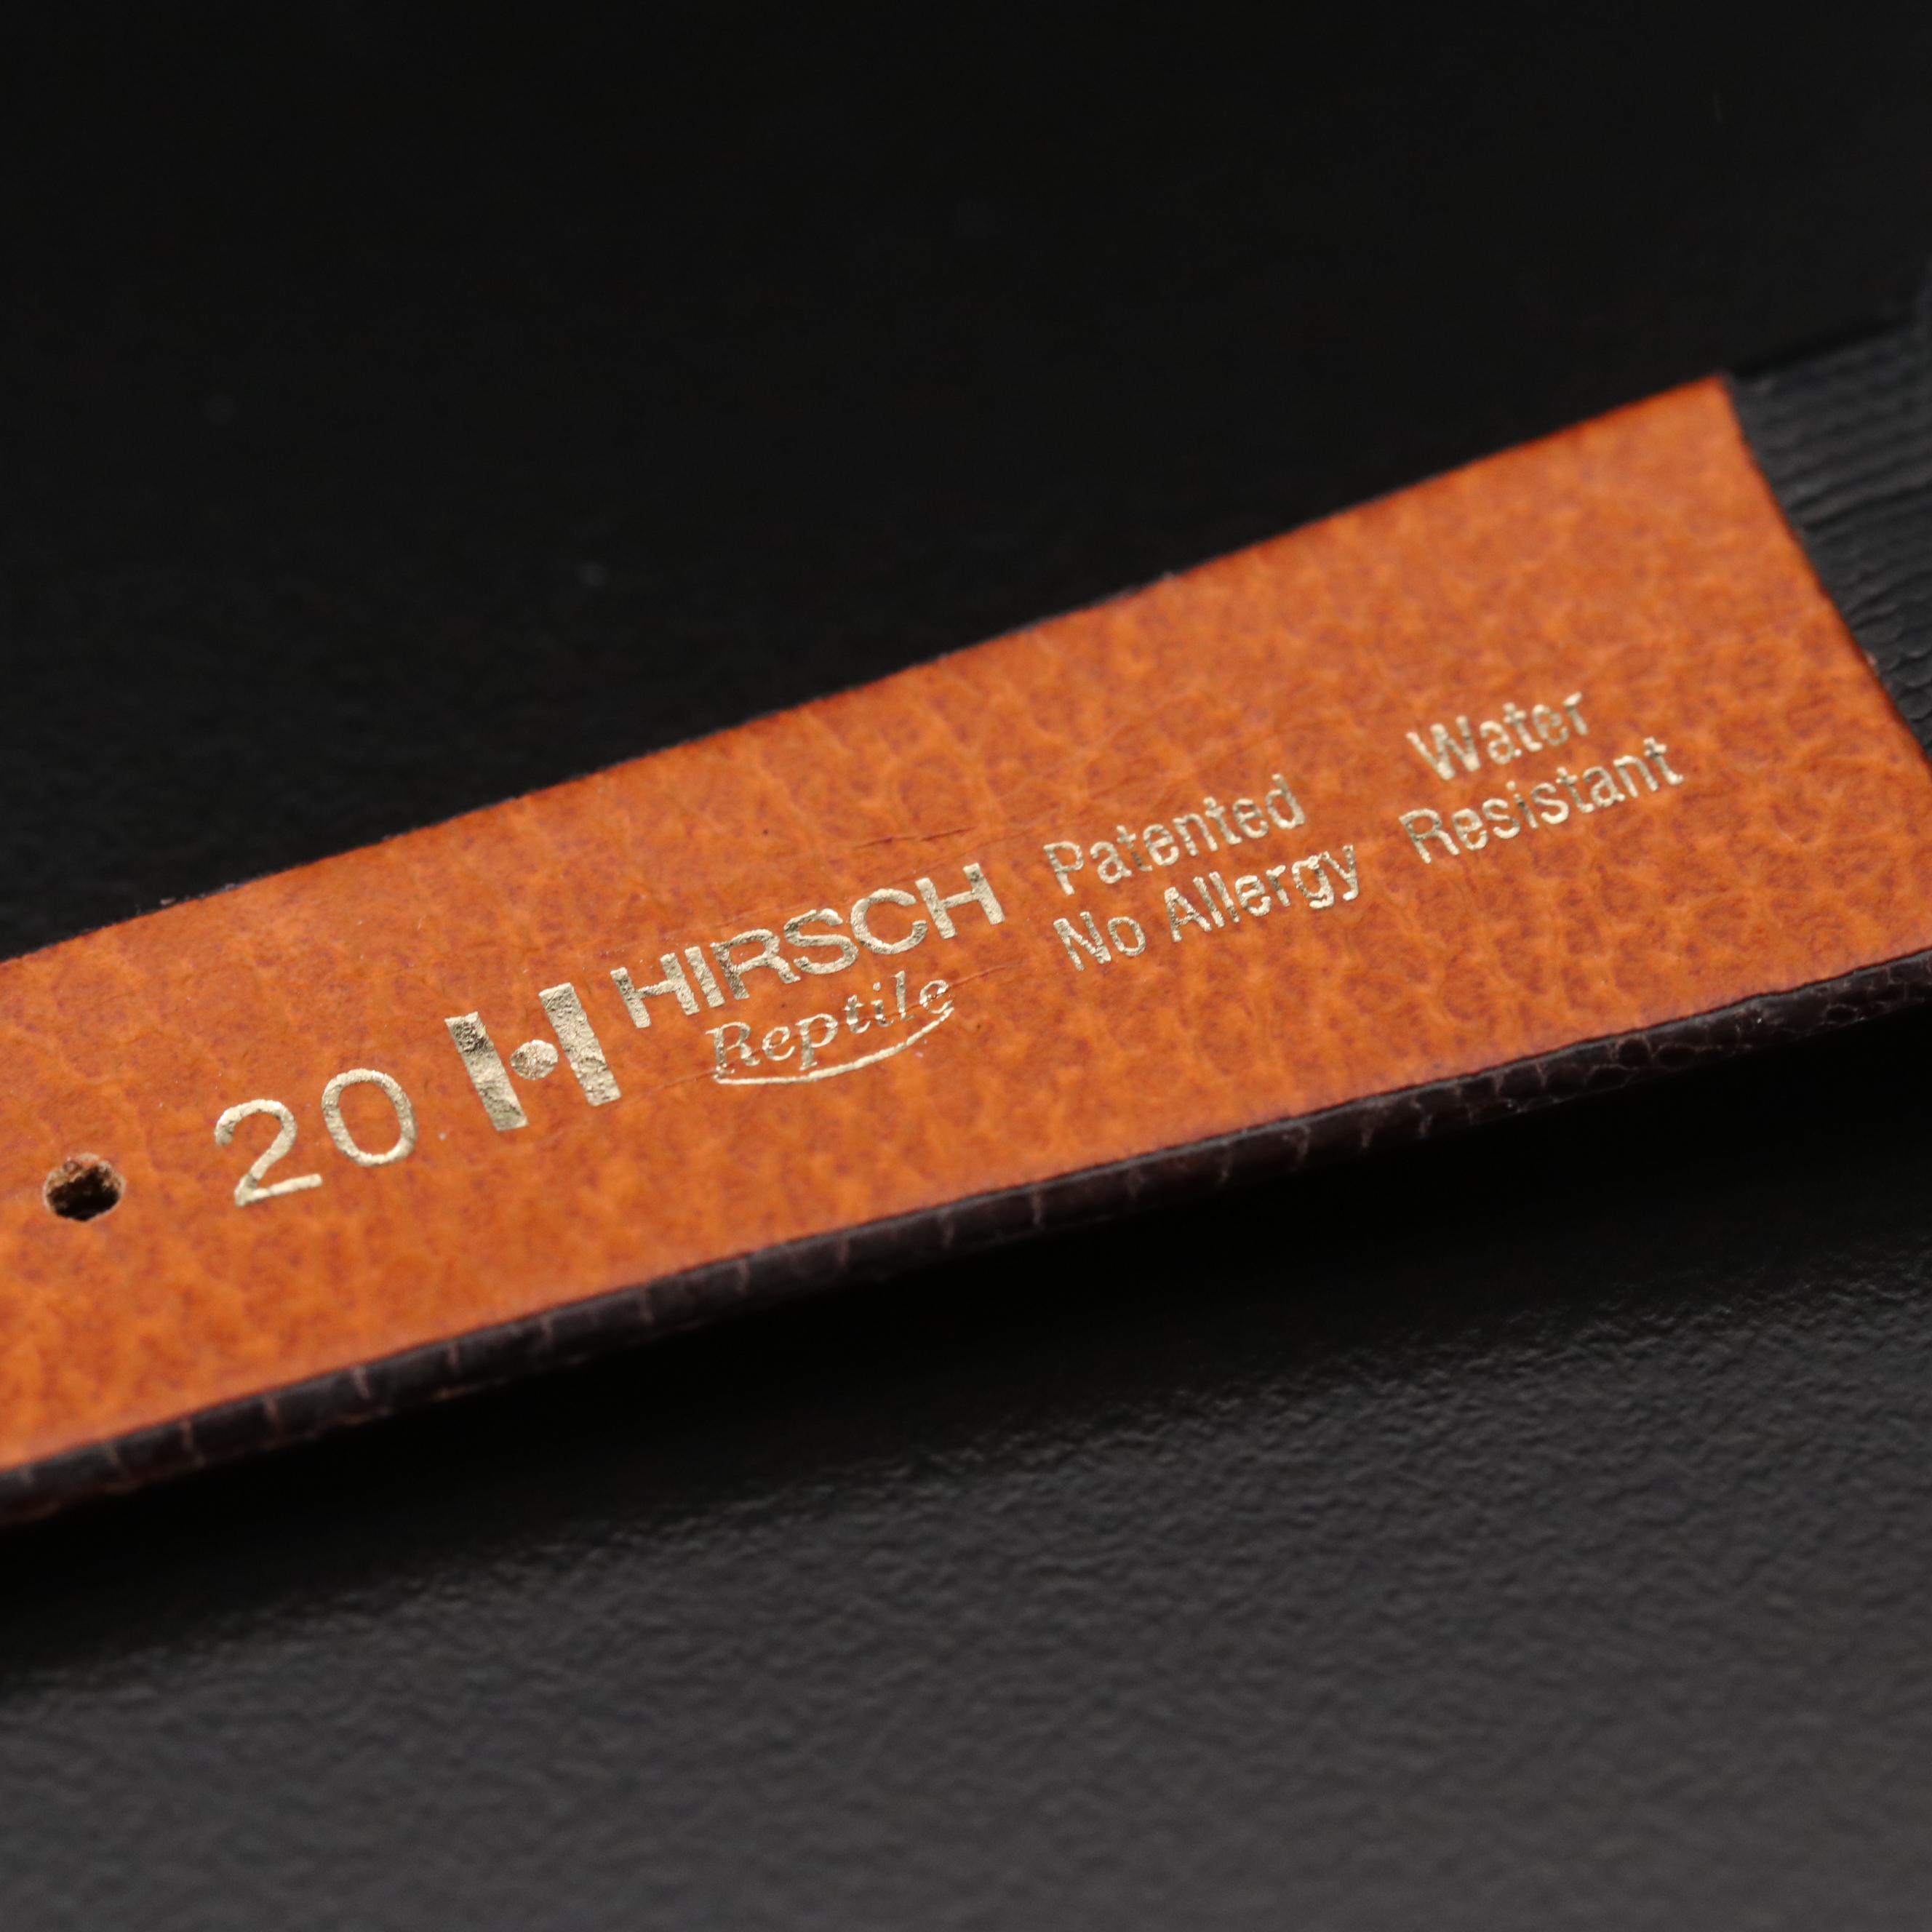 20 H HIRSCH
Reptile
Patented
No Allergy
Water
Resistant